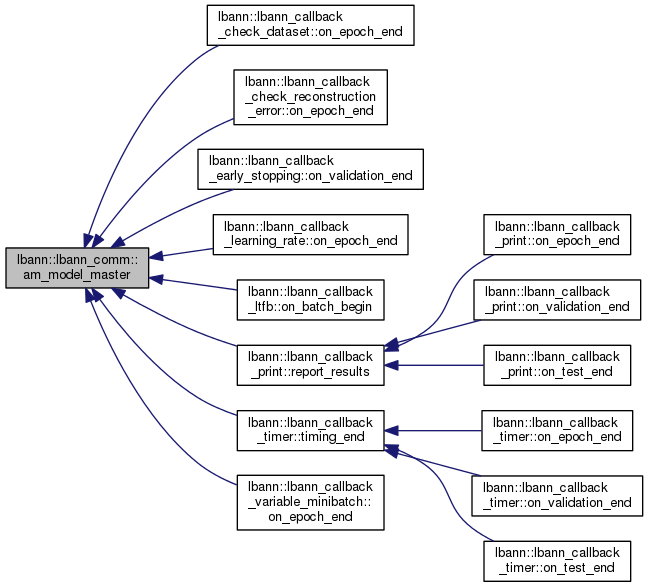 lbann::lbann_callback
_check_dataset::on_epoch_end
lbann::lbann_callback
_check_reconstruction
_error::on_epoch_end
lbann::lbann_callback
_early_stopping::on_validation_end
lbann::lbann_callback
_learning_rate::on_epoch_end
lbann::lbann_comm::
am_model_master
lbann::lbann_callback
_ltfb::on_batch_begin
lbann::lbann_callback
_print::report_results
lbann::lbann_callback
_timer::timing_end
lbann::lbann_callback
_variable_minibatch::
on_epoch_end
lbann::lbann_callback
_print::on_epoch_end
lbann::lbann_callback
_print::on_validation_end
lbann::lbann_callback
_print::on_test_end
lbann::lbann_callback
_timer::on_epoch_end
lbann::lbann_callback
_timer::on_validation_end
lbann::lbann_callback
_timer::on_test_end